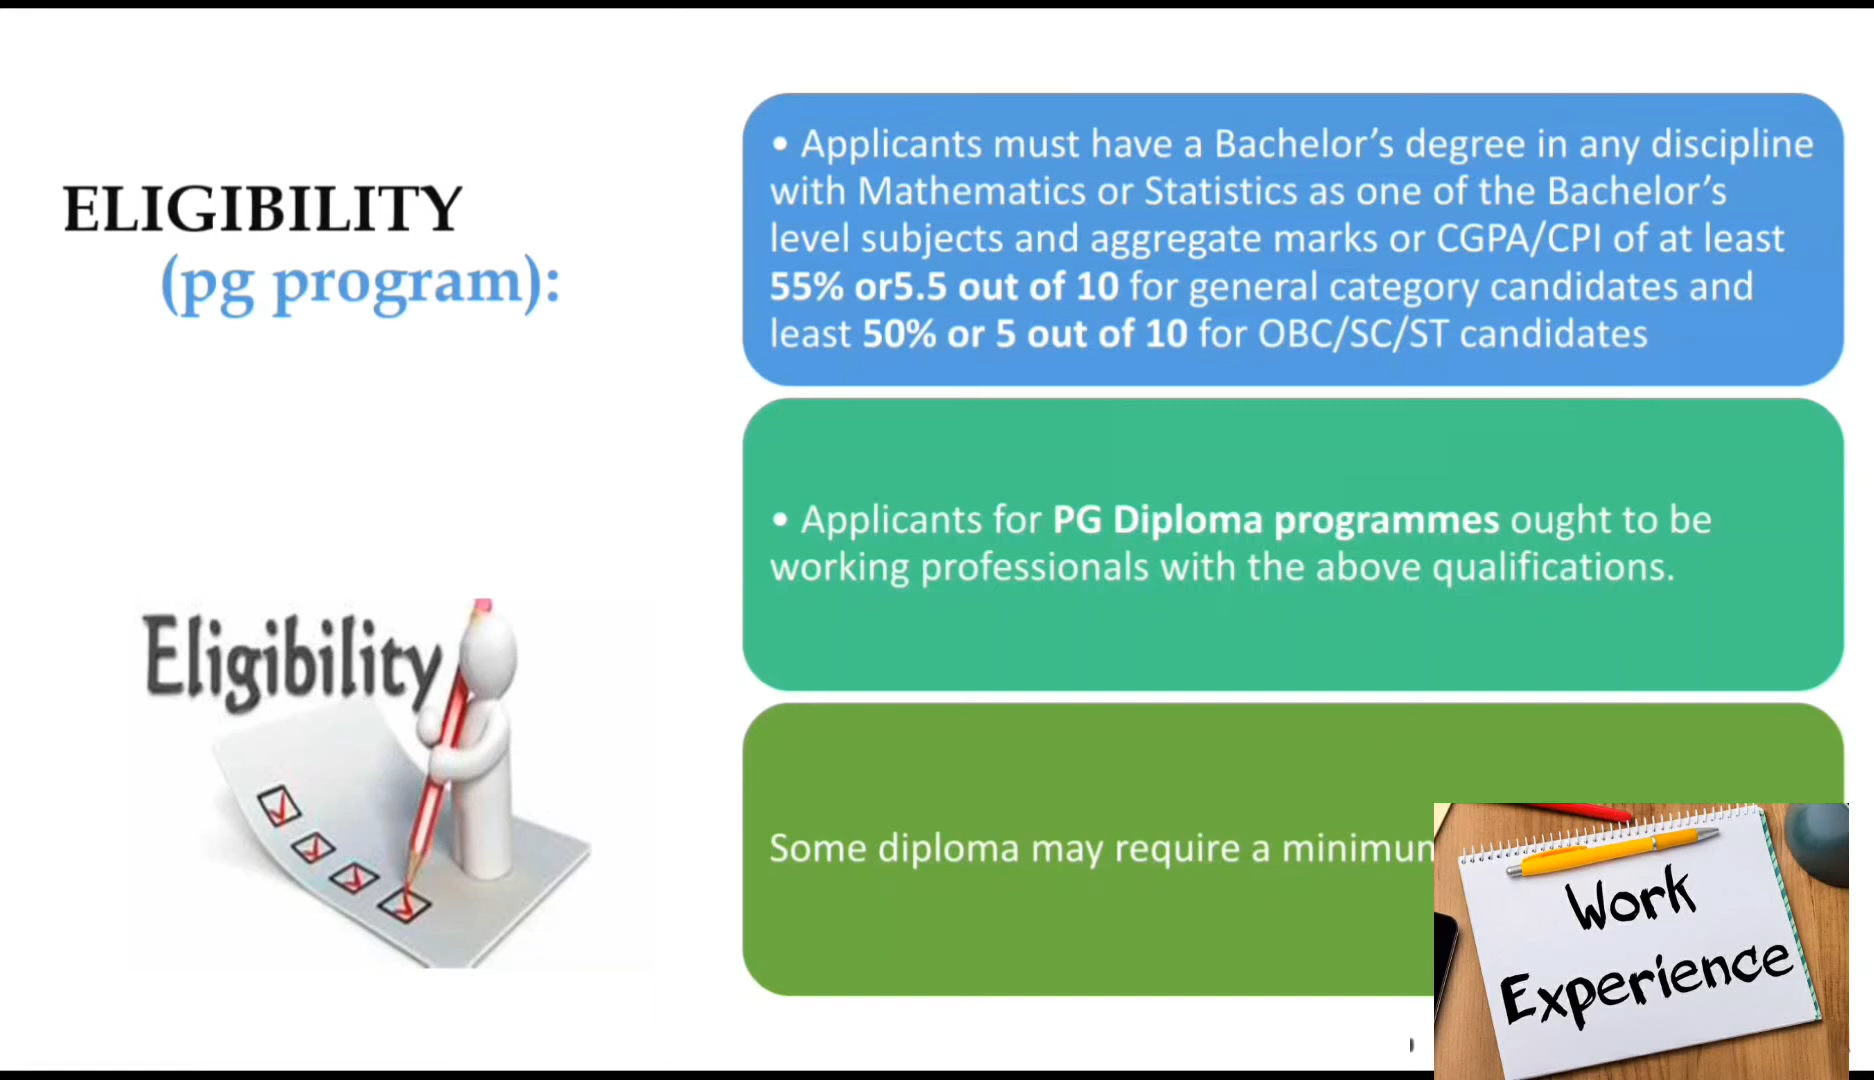 ELIGIBILITY
(pg program):
• Applicants must have a Bachelor’s degree in any discipline
with Mathematics or Statistics as one of the Bachelor’s
level subjects and aggregate marks or CGPA/CPI of at least
55% or5.5 out of 10 for general category candidates and
least 50% or 5 out of 10 for OBC/SC/ST candidates
• Applicants for PG Diploma programmes ought to be
working professionals with the above qualifications.
Some diploma may require a
Eligibility
Work
Experience